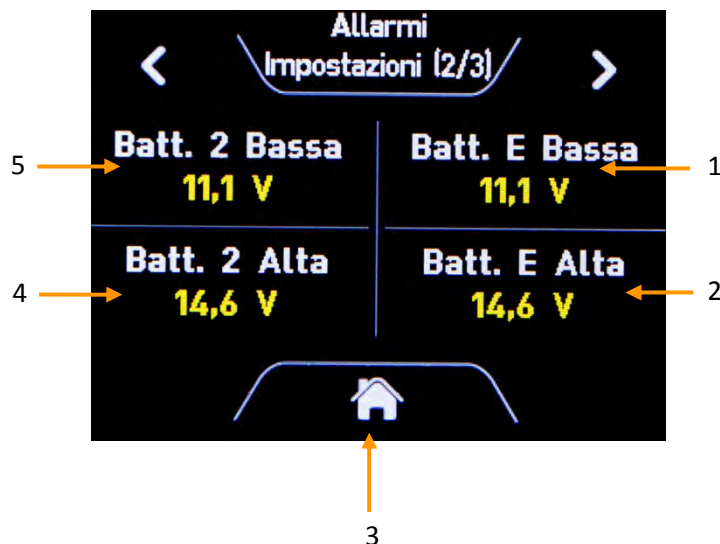 Allarmi
Impostazioni (2/3)
5
Batt. 2 Bassa
11,1 V
Batt. E Bassa
11,1 V
1
4
Batt. 2 Alta
14,6 V
Batt. E Alta
14,6 V
2
3